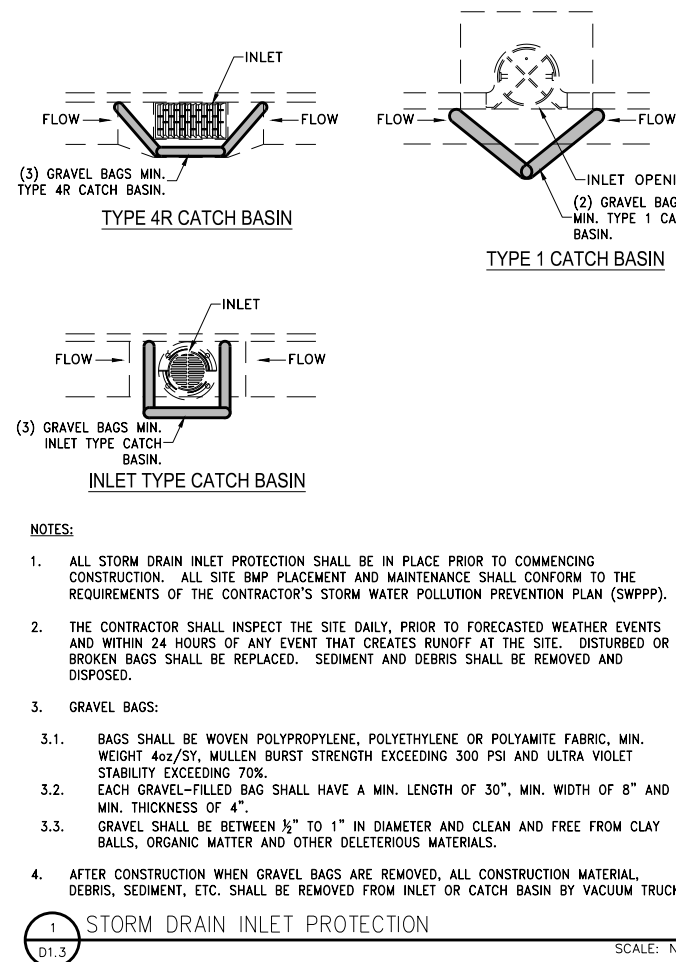 INLET
FLOW
FLOW
(3) GRAVEL BAGS MIN.
TYPE 4R CATCH BASIN.
TYPE 4R CATCH BASIN
FLOW
FLOW
INLET OPENI
(2) GRAVEL BAG
MIN. TYPE 1 CA
BASIN.
TYPE 1 CATCH BASIN
INLET
FLOW
FLOW
(3) GRAVEL BAGS MIN.
INLET TYPE CATCH
BASIN.
INLET TYPE CATCH BASIN
NOTES:
1. ALL STORM DRAIN INLET PROTECTION SHALL BE IN PLACE PRIOR TO COMMENCING
CONSTRUCTION. ALL SITE BMP PLACEMENT AND MAINTENANCE SHALL CONFORM TO THE
REQUIREMENTS OF THE CONTRACTOR'S STORM WATER POLLUTION PREVENTION PLAN (SWPPP).
2. THE CONTRACTOR SHALL INSPECT THE SITE DAILY, PRIOR TO FORECASTED WEATHER EVENTS
AND WITHIN 24 HOURS OF ANY EVENT THAT CREATES RUNOFF AT THE SITE. DISTURBED OR
BROKEN BAGS SHALL BE REPLACED. SEDIMENT AND DEBRIS SHALL BE REMOVED AND
DISPOSED.
3. GRAVEL BAGS:
3.1. BAGS SHALL BE WOVEN POLYPROPYLENE, POLYETHYLENE OR POLYAMITE FABRIC, MIN.
WEIGHT 4oz/SY, MULLEN BURST STRENGTH EXCEEDING 300 PSI AND ULTRA VIOLET
STABILITY EXCEEDING 70%.
3.2. EACH GRAVEL-FILLED BAG SHALL HAVE A MIN. LENGTH OF 30", MIN. WIDTH OF 8" AND
MIN. THICKNESS OF 4".
3.3. GRAVEL SHALL BE BETWEEN ½" TO 1" IN DIAMETER AND CLEAN AND FREE FROM CLAY
BALLS, ORGANIC MATTER AND OTHER DELETERIOUS MATERIALS.
4. AFTER CONSTRUCTION WHEN GRAVEL BAGS ARE REMOVED, ALL CONSTRUCTION MATERIAL,
DEBRIS, SEDIMENT, ETC. SHALL BE REMOVED FROM INLET OR CATCH BASIN BY VACUUM TRUCK
1 STORM DRAIN INLET PROTECTION
D1.3
SCALE: N